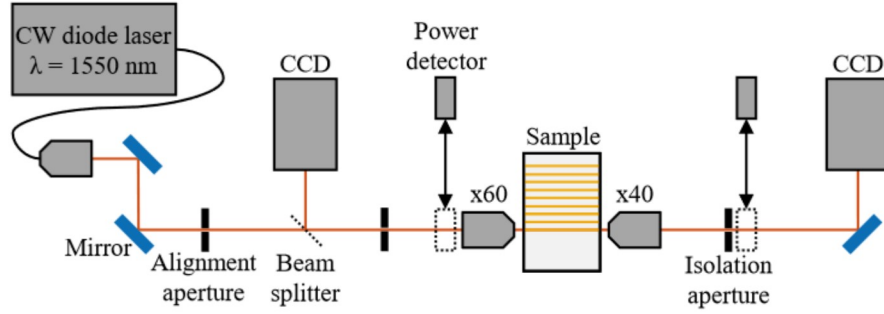 CW diode laser
λ = 1550 nm
CCD
Power
detector
CCD
Sample
x60
x40
Mirror
Alignment
aperture
Beam
splitter
Isolation
aperture